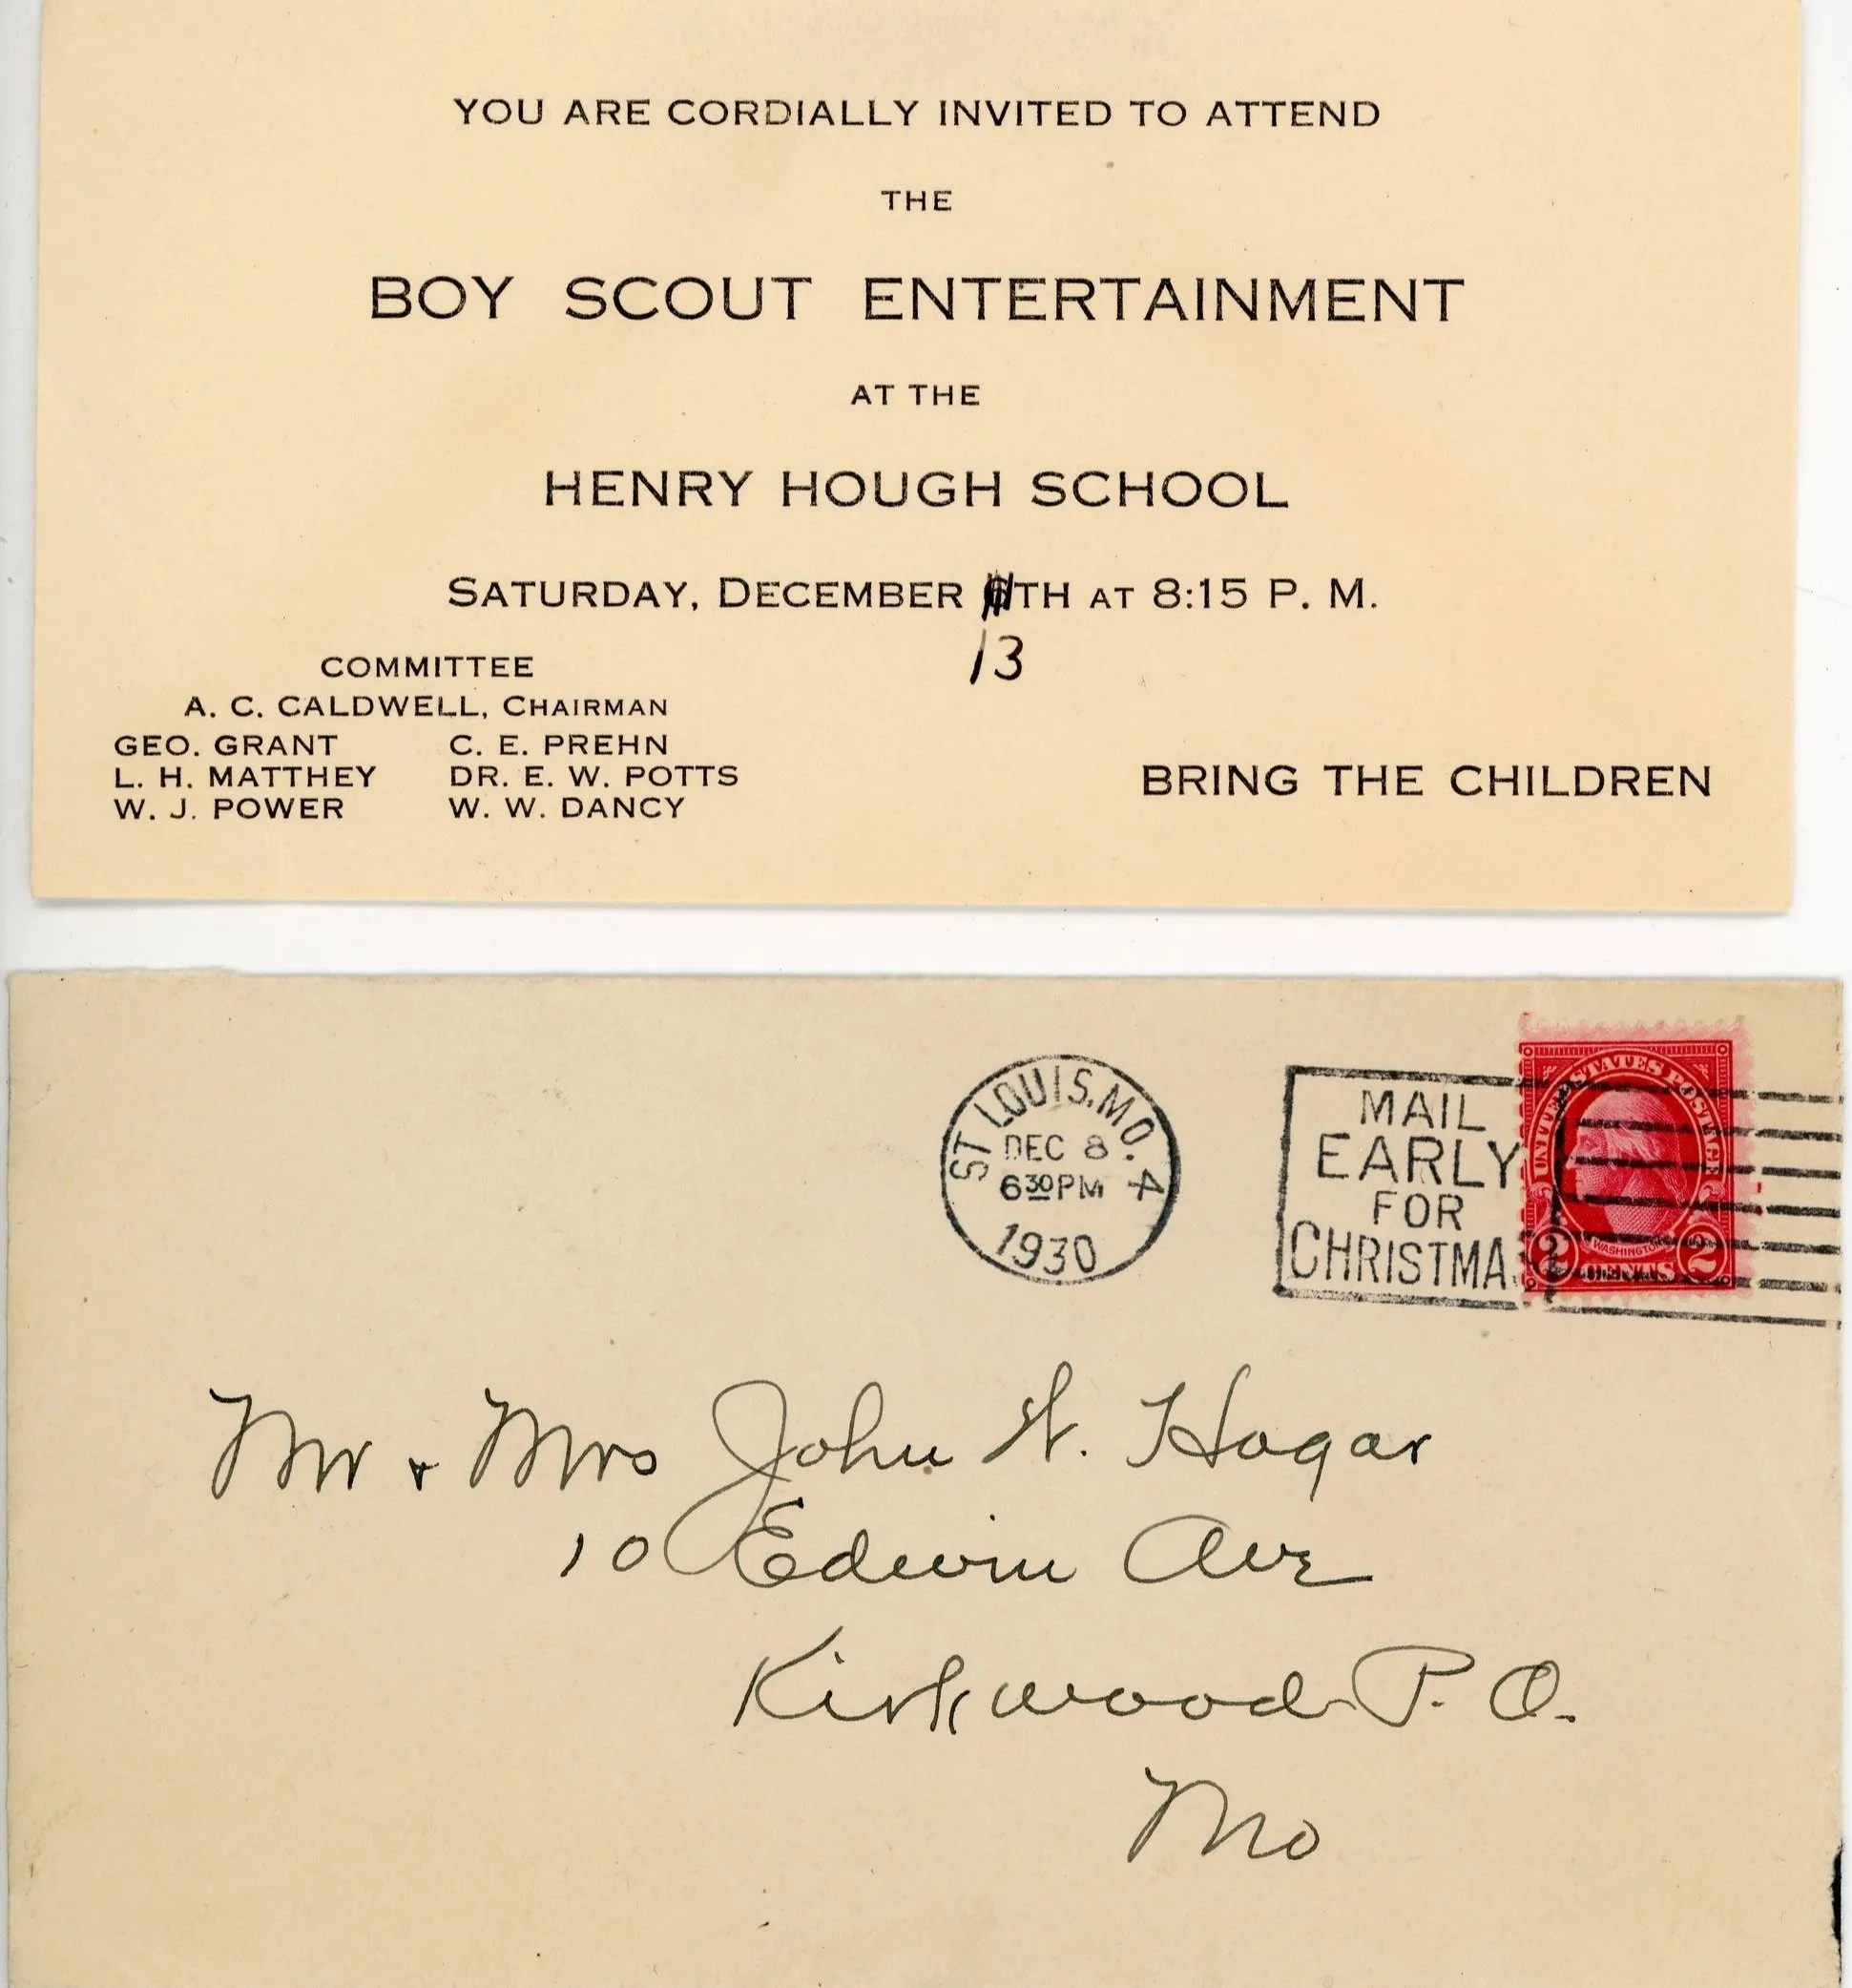 YOU ARE CORDIALLY INVITED TO ATTEND
THE
BOY SCOUT ENTERTAINMENT
AT THE
HENRY HOUGH SCHOOL
SATURDAY, DECEMBER TH AT 8:15 P. M.
13
COMMITTEE
A. C. CALDWELL, CHAIRMAN
GEO. GRANT C. E. PREHN
L. H. MATTHEY DR. E. W. POTTS
W. J. POWER W. W. DANCY
BRING THE CHILDREN
ST LOUIS, MO. 4
DEC 8
6 30 PM
1930
MAIL
EARLY
FOR
CHRISTMA
UNITED STATES POSTAGE
WASHINGTON
2 CENTS 2
Mr + Mrs John W. Hagar
10 Edwin Ave
Kirkwood P. O.
Mo